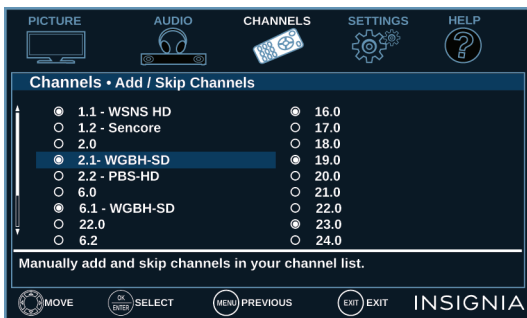 PICTURE AUDIO CHANNELS SETTINGS HELP
Channels • Add / Skip Channels
1.1 - WSNS HD 16.0
1.2 - Sencore 17.0
2.0 18.0
2.1- WGBH-SD 19.0
2.2 - PBS-HD 20.0
6.0 21.0
6.1 - WGBH-SD 22.0
22.0 23.0
6.2 24.0
Manually add and skip channels in your channel list.
MOVE OK ENTER SELECT MENU PREVIOUS EXIT EXIT INSIGNIA